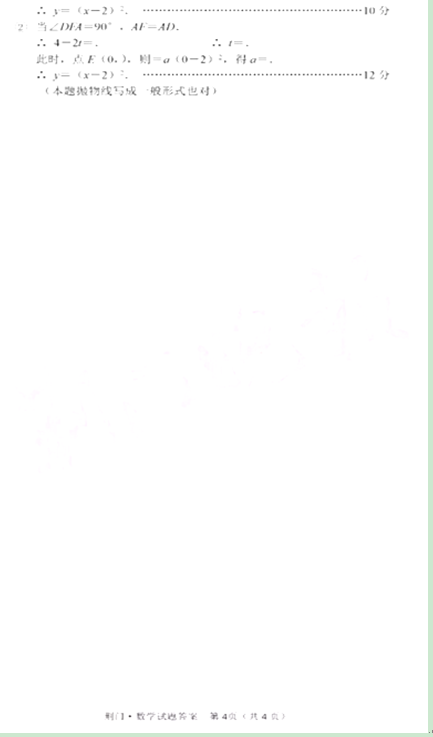 ∴ y=（x－2）². ……………………………………10 分
2 当∠DFA=90°，AF=AD.
∴ 4－2t=. ∴ t=.
此时，点 E（0,），则=a（0－2）²，得 a=.
∴ y=（x－2）². ……………………………………12 分
（本题抛物线写成一般形式也对）
荆门·数学试题答案 第 4页（共 4 页）